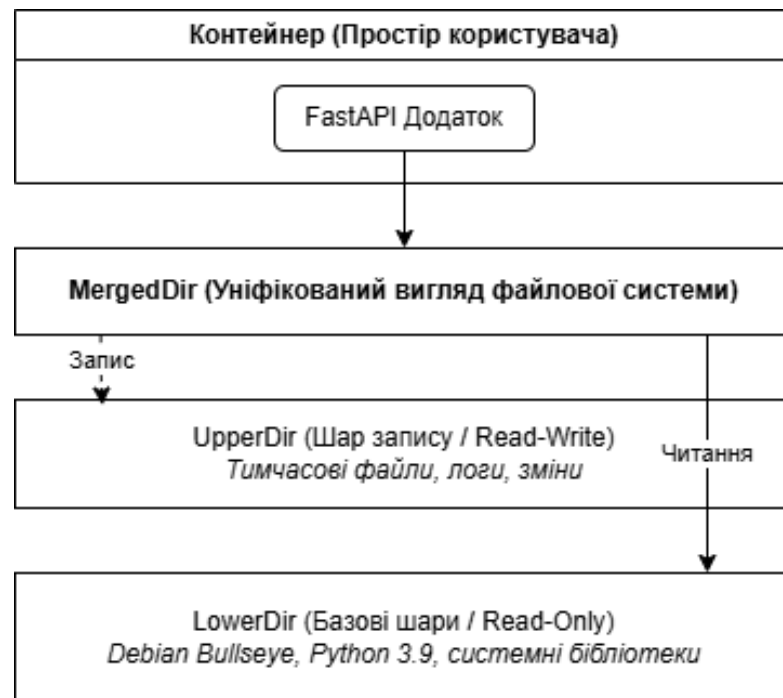 Контейнер (Простір користувача)
FastAPI Додаток
MergedDir (Уніфікований вигляд файлової системи)
Запис
UpperDir (Шар запису / Read-Write)
Тимчасові файли, логи, зміни
Читання
LowerDir (Базові шари / Read-Only)
Debian Bullseye, Python 3.9, системні бібліотеки